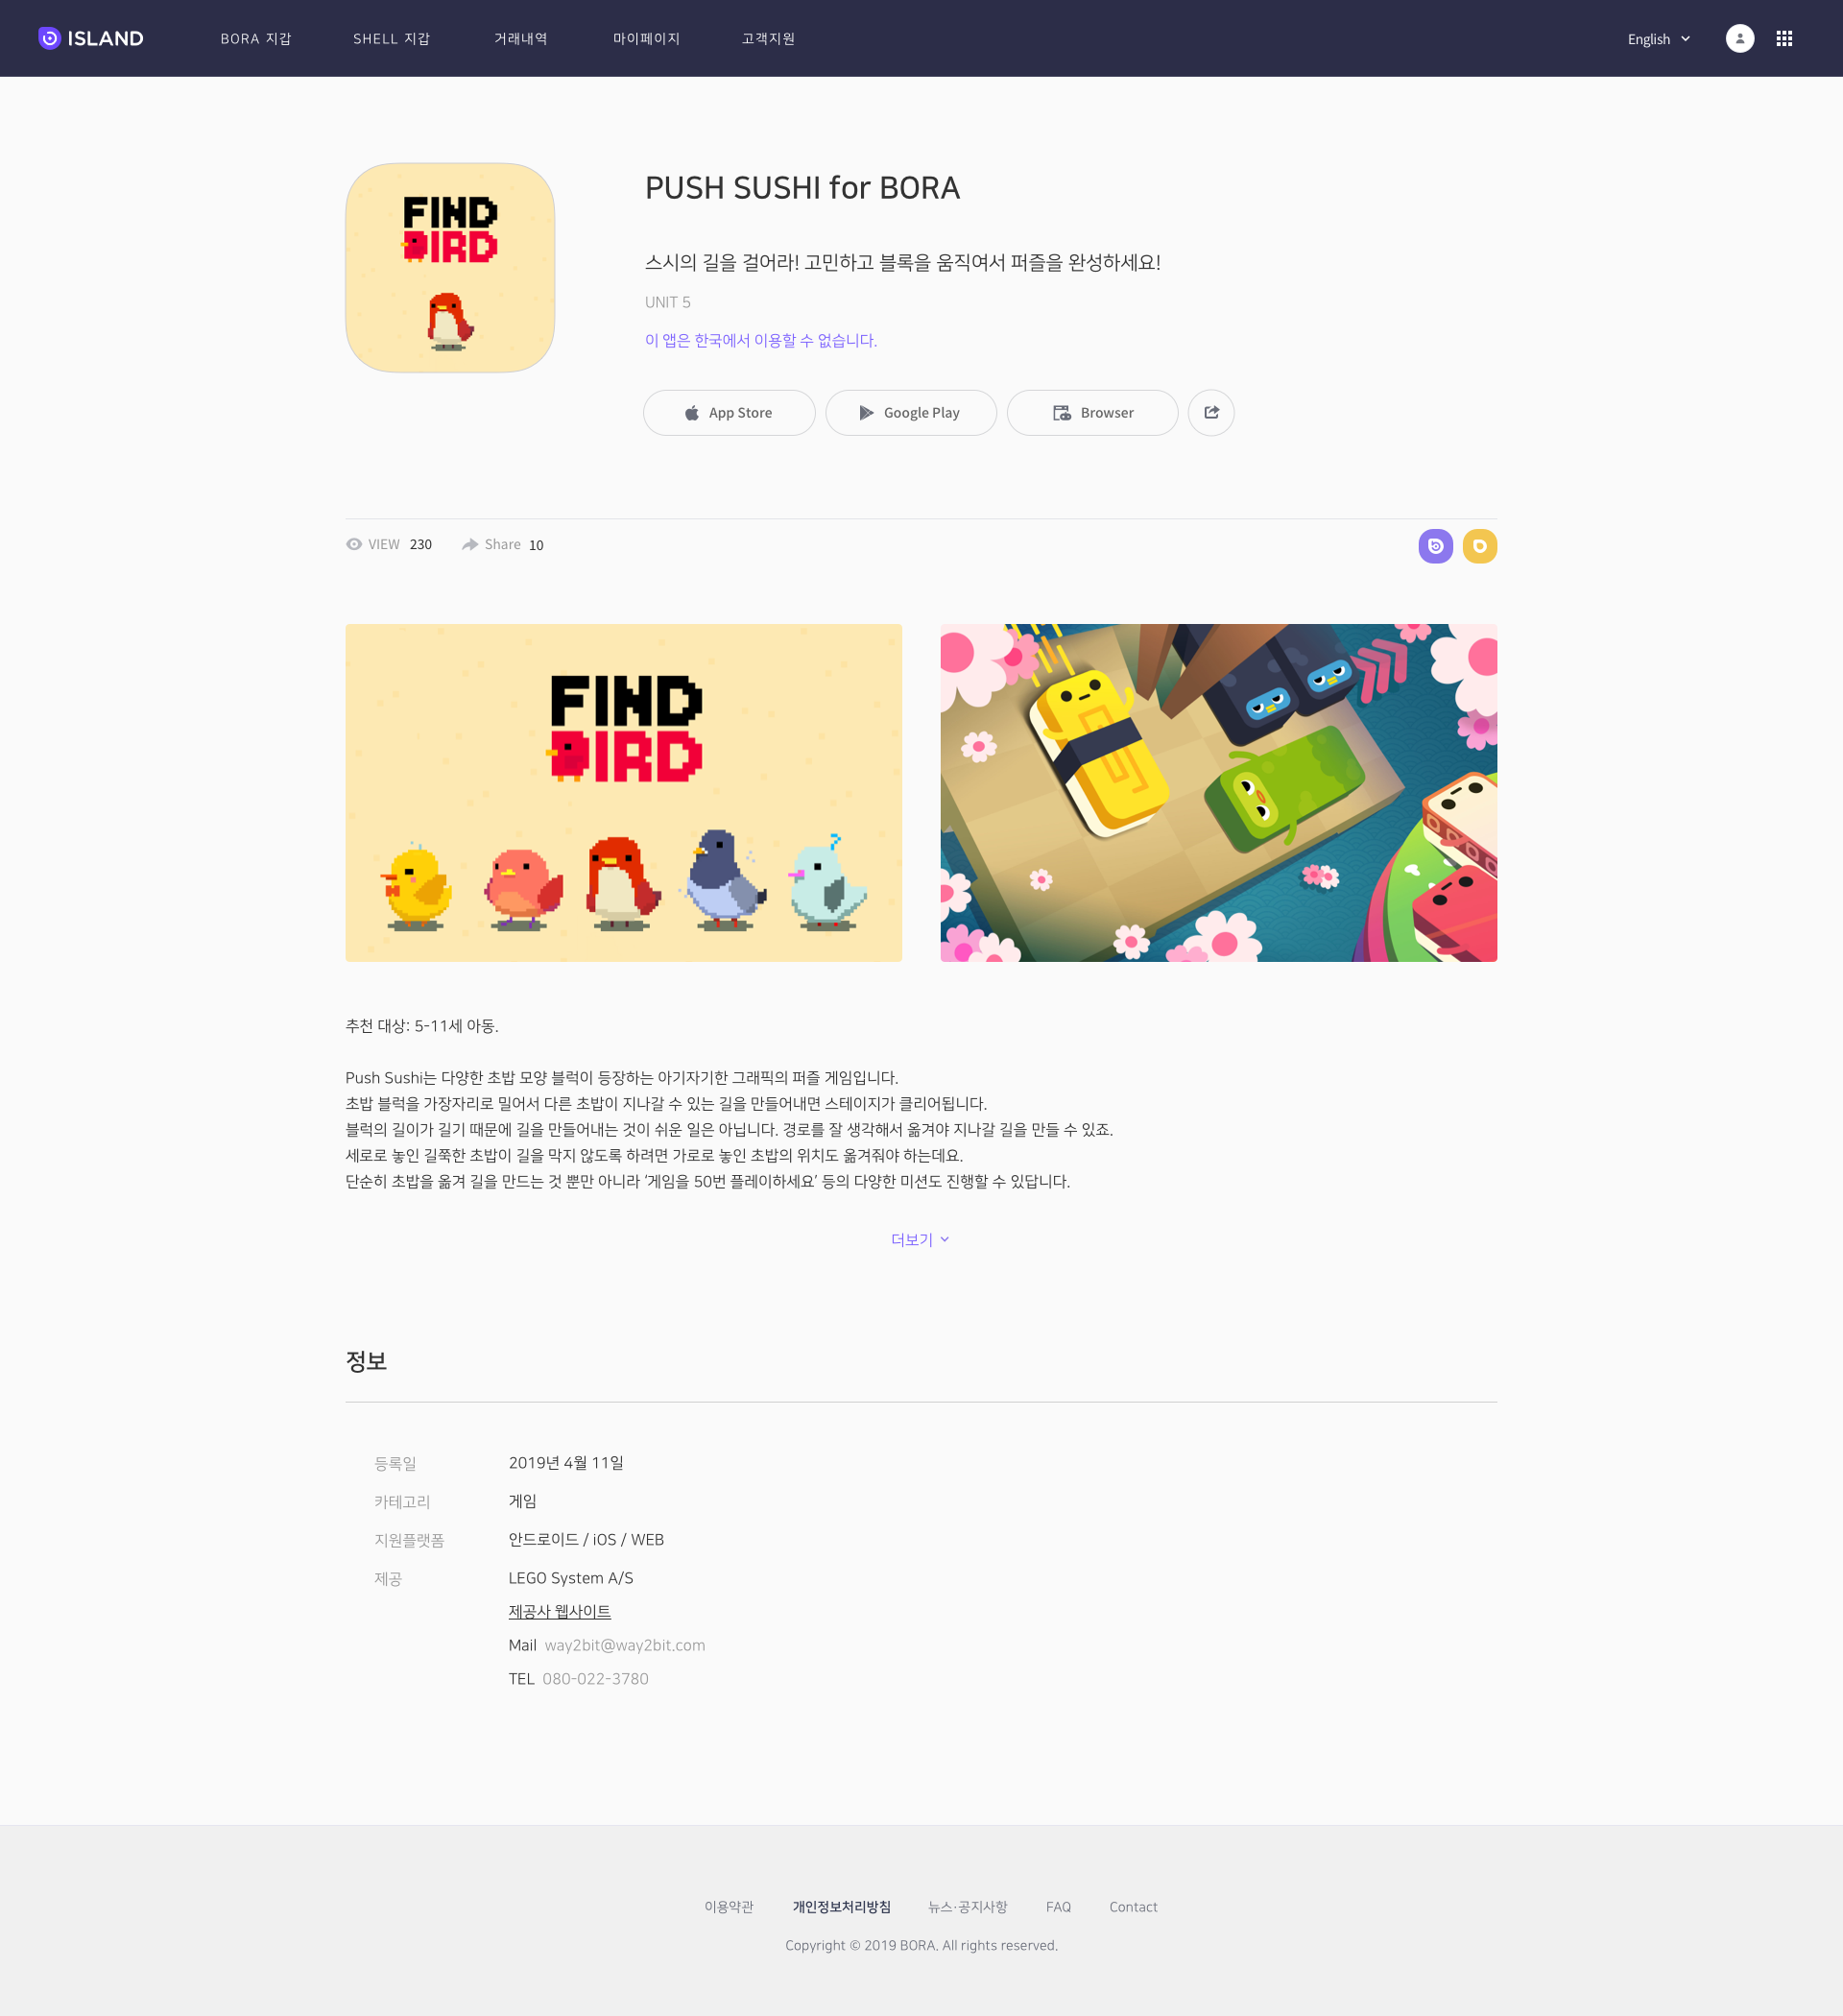 ISLAND
BORA 지갑
SHELL 지갑
거래내역
마이페이지
고객지원
English
FIND
BIRD
PUSH SUSHI for BORA
스시의 길을 걸어라! 고민하고 블록을 움직여서 퍼즐을 완성하세요!
UNIT 5
이 앱은 한국에서 이용할 수 없습니다.
App Store
Google Play
Browser
VIEW 230
Share 10
FIND
BIRD
추천 대상: 5-11세 아동.
Push Sushi는 다양한 초밥 모양 블럭이 등장하는 아기자기한 그래픽의 퍼즐 게임입니다.
초밥 블럭을 가장자리로 밀어서 다른 초밥이 지나갈 수 있는 길을 만들어내면 스테이지가 클리어됩니다.
블럭의 길이가 길기 때문에 길을 만들어내는 것이 쉬운 일은 아닙니다. 경로를 잘 생각해서 옮겨야 지나갈 길을 만들 수 있죠.
세로로 놓인 길쭉한 초밥이 길을 막지 않도록 하려면 가로로 놓인 초밥의 위치도 옮겨줘야 하는데요.
단순히 초밥을 옮겨 길을 만드는 것 뿐만 아니라 ‘게임을 50번 플레이하세요’ 등의 다양한 미션도 진행할 수 있답니다.
더보기
정보
등록일 2019년 4월 11일
카테고리 게임
지원플랫폼 안드로이드 / iOS / WEB
제공 LEGO System A/S
제공사 웹사이트
Mail way2bit@way2bit.com
TEL 080-022-3780
이용약관
개인정보처리방침
뉴스·공지사항
FAQ
Contact
Copyright © 2019 BORA. All rights reserved.